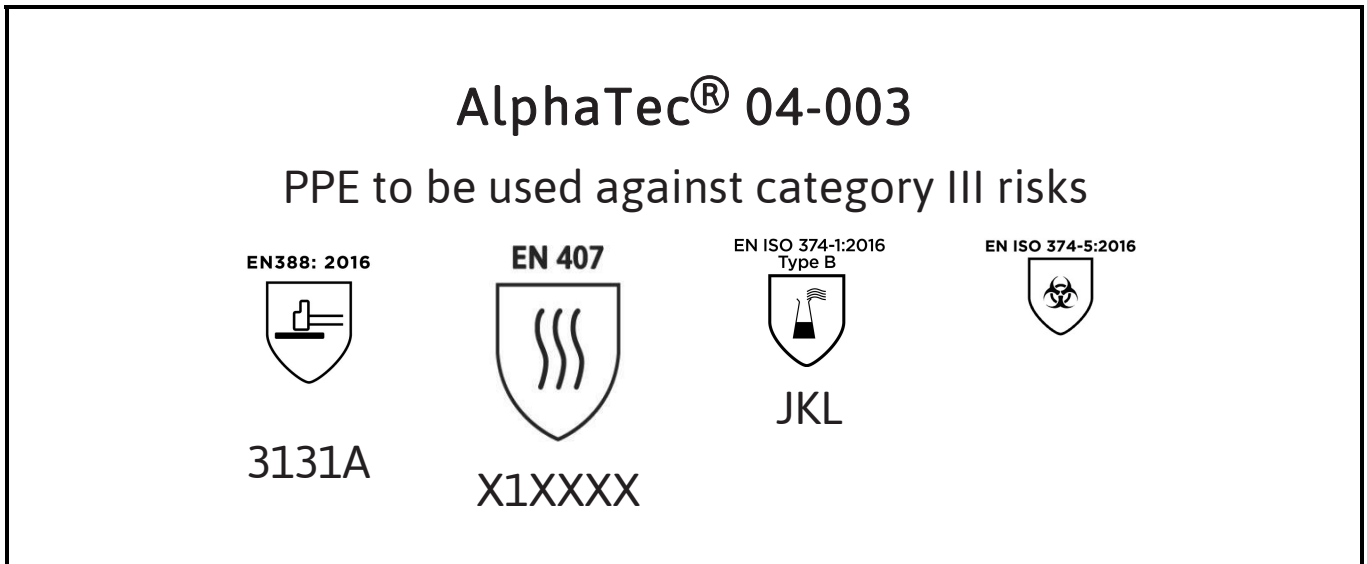 AlphaTec® 04-003
PPE to be used against category III risks
EN388: 2016
3131A
EN 407
X1XXXX
EN ISO 374-1:2016
Type B
JKL
EN ISO 374-5:2016